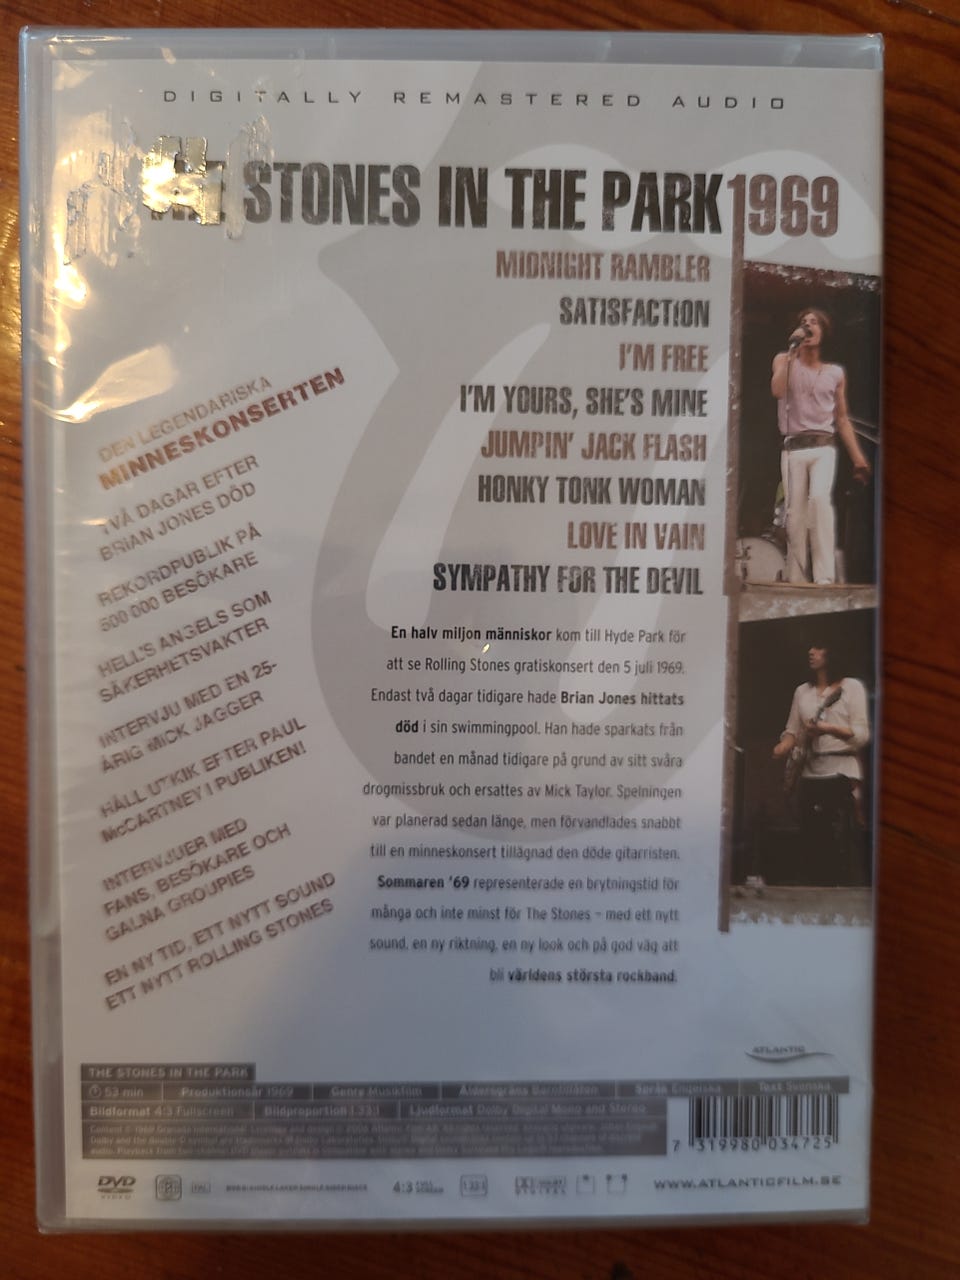 DIGITALLY REMASTERED AUDIO
THE STONES IN THE PARK 1969
MIDNIGHT RAMBLER
SATISFACTION
I'M FREE
I'M YOURS, SHE'S MINE
JUMPIN' JACK FLASH
HONKY TONK WOMAN
LOVE IN VAIN
SYMPATHY FOR THE DEVIL
DEN LEGENDARISKA
MINNESKONSERTEN
TVÅ DAGAR EFTER
BRIAN JONES DÖD
REKORDPUBLIK PÅ
500 000 BESÖKARE
HELL'S ANGELS SOM
SÄKERHETSVAKTER
INTERVJU MED EN 25-
ÅRIG MICK JAGGER
HÅLL UTKIK EFTER PAUL
McCARTNEY I PUBLIKEN!
INTERVJUER MED
FANS, BESÖKARE OCH
GALNA GROUPIES
EN NY TID, ETT NYTT SOUND
ETT NYTT ROLLING STONES
En halv miljon människor kom till Hyde Park för
att se Rolling Stones gratiskonsert den 5 juli 1969.
Endast två dagar tidigare hade Brian Jones hittats
död i sin swimmingpool. Han hade sparkats från
bandet en månad tidigare på grund av sitt svåra
drogmissbruk och ersattes av Mick Taylor. Spelningen
var planerad sedan länge, men förvandlades snabbt
till en minneskonsert tillägnad den döde gitarristen.
Sommaren '69 representerade en brytningstid för
många och inte minst för The Stones – med ett nytt
sound, en ny riktning, en ny look och på god väg att
bli världens största rockband.
ATLANTIC
THE STONES IN THE PARK
53 min Produktionsår 1969 Genre Musikfilm Åldersgräns Barntillåten Språk Engelska Text Svenska
Bildformat 4:3 Fullscreen Bildproportion 1.33:1 Ljudformat Dolby Digital Mono and Stereo
7 319980 034725
DVD VIDEO 4:3 FULL SCREEN 1.33:1 DIGITAL WWW.ATLANTICFILM.SE